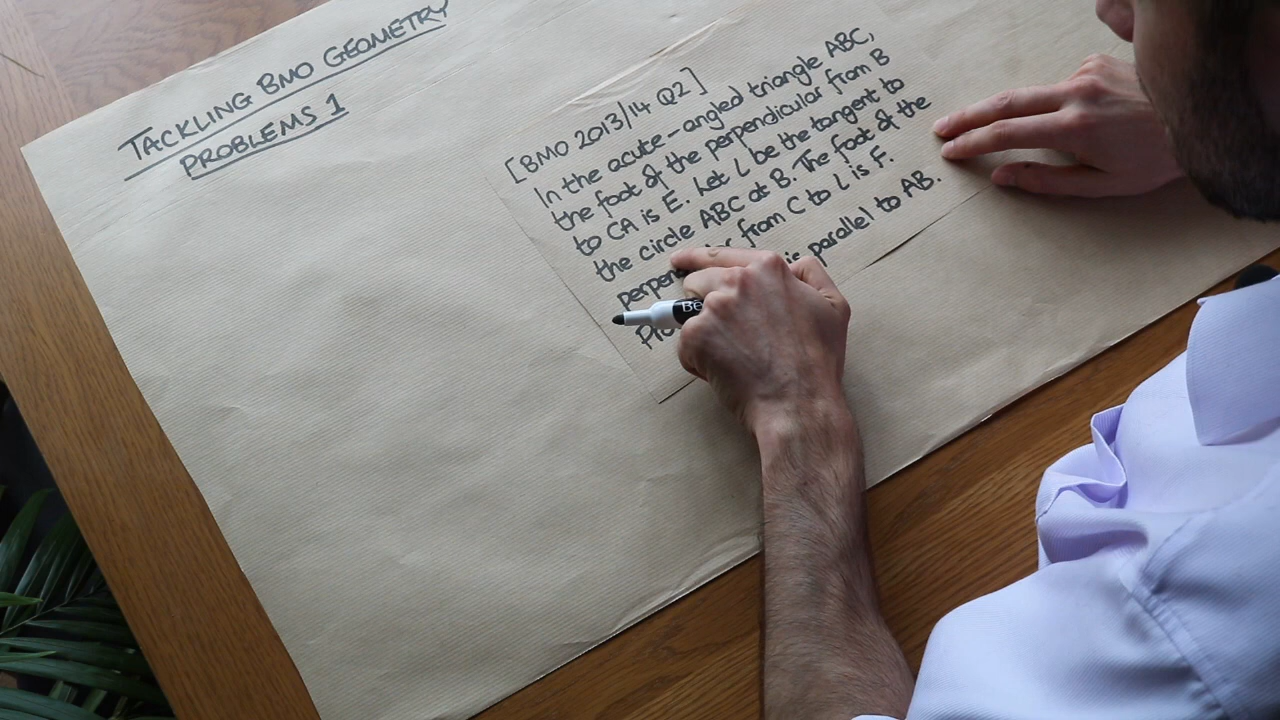 TACKLING BMO GEOMETRY
PROBLEMS 1
[BMO 2013/14 Q2]
In the acute-angled triangle ABC,
the foot of the perpendicular from B
to CA is E. Let l be the tangent to
the circle ABC at B. The foot of the
from C to l is F.
is parallel to AB.
Be